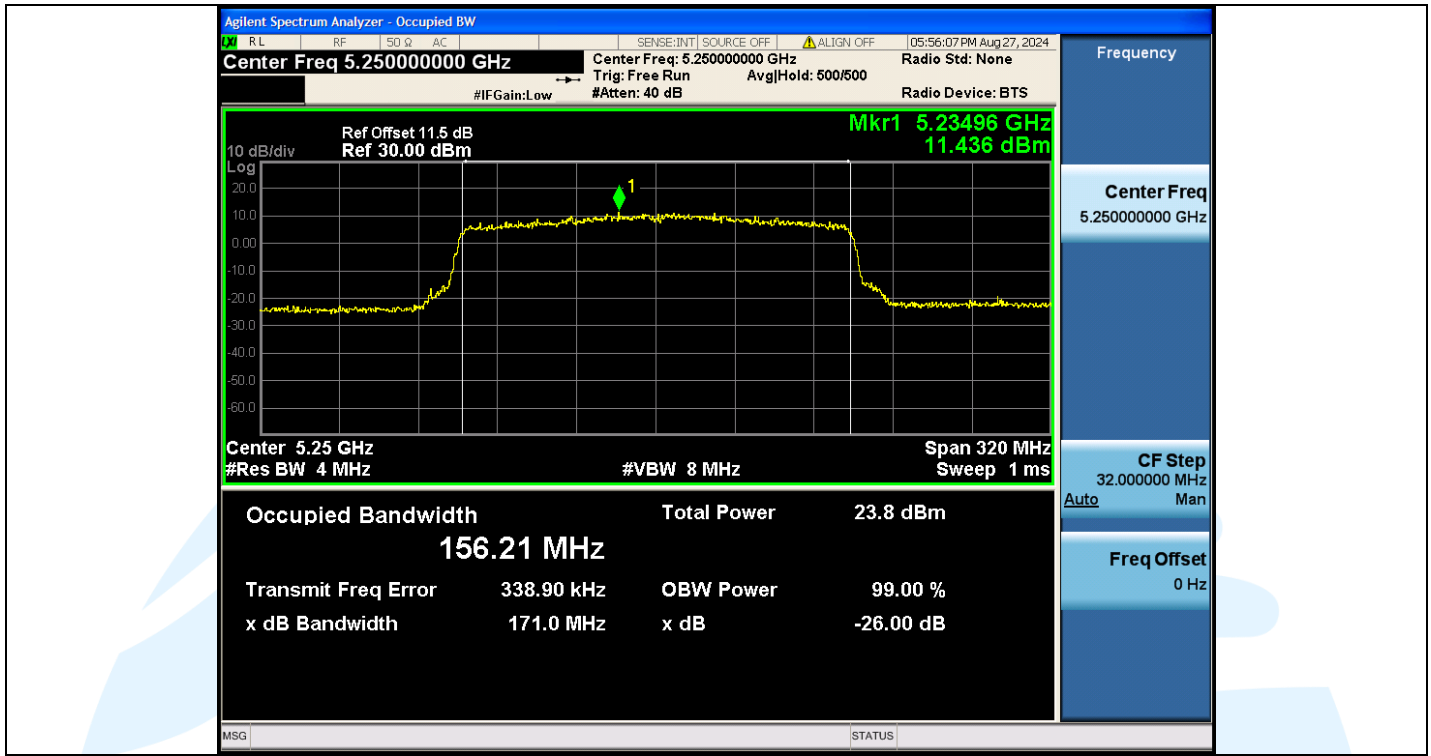 Agilent Spectrum Analyzer - Occupied BW
LXI RL RF 50 Ω AC SENSE:INT SOURCE OFF ALIGN OFF 05:56:07 PM Aug 27, 2024
Center Freq 5.250000000 GHz
Center Freq: 5.250000000 GHz
Radio Std: None
Trig: Free Run Avg|Hold: 500/500
#IFGain:Low #Atten: 40 dB Radio Device: BTS
Mkr1 5.23496 GHz
11.436 dBm
Ref Offset 11.5 dB
10 dB/div Ref 30.00 dBm
Log
20.0
10.0
0.00
-10.0
-20.0
-30.0
-40.0
-50.0
-60.0
1
Center 5.25 GHz Span 320 MHz
#Res BW 4 MHz #VBW 8 MHz Sweep 1 ms
Occupied Bandwidth Total Power 23.8 dBm
156.21 MHz
Transmit Freq Error 338.90 kHz OBW Power 99.00 %
x dB Bandwidth 171.0 MHz x dB -26.00 dB
MSG STATUS
Frequency
Center Freq
5.250000000 GHz
CF Step
32.000000 MHz
Auto Man
Freq Offset
0 Hz